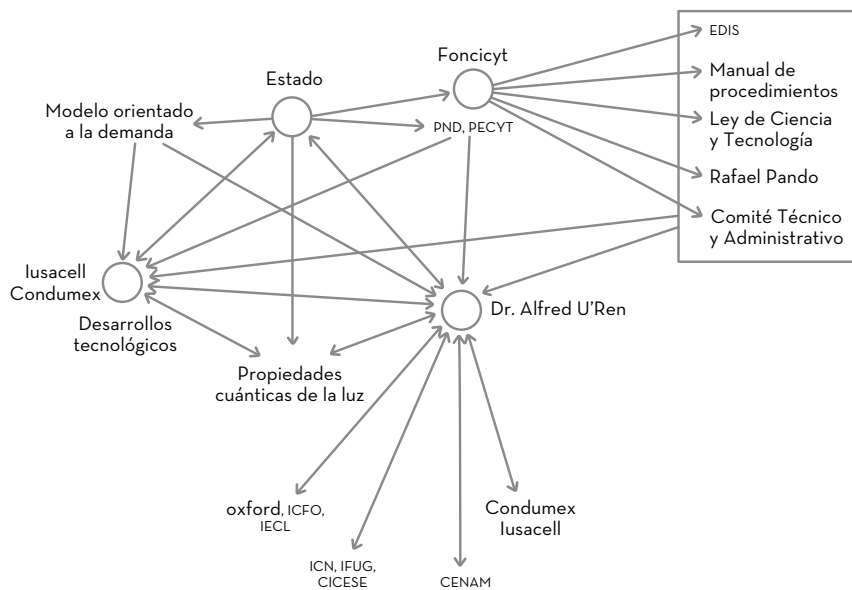 Foncicyt
EDIS
Estado
Manual de
procedimientos
Modelo orientado
a la demanda
PND, PECYT
Ley de Ciencia
y Tecnología
Rafael Pando
Comité Técnico
y Administrativo
Iusacell
Condumex
Dr. Alfred U’Ren
Desarrollos
tecnológicos
Propiedades
cuánticas de la luz
oxford, ICFO,
IECL
Condumex
Iusacell
ICN, IFUG,
CICESE
CENAM